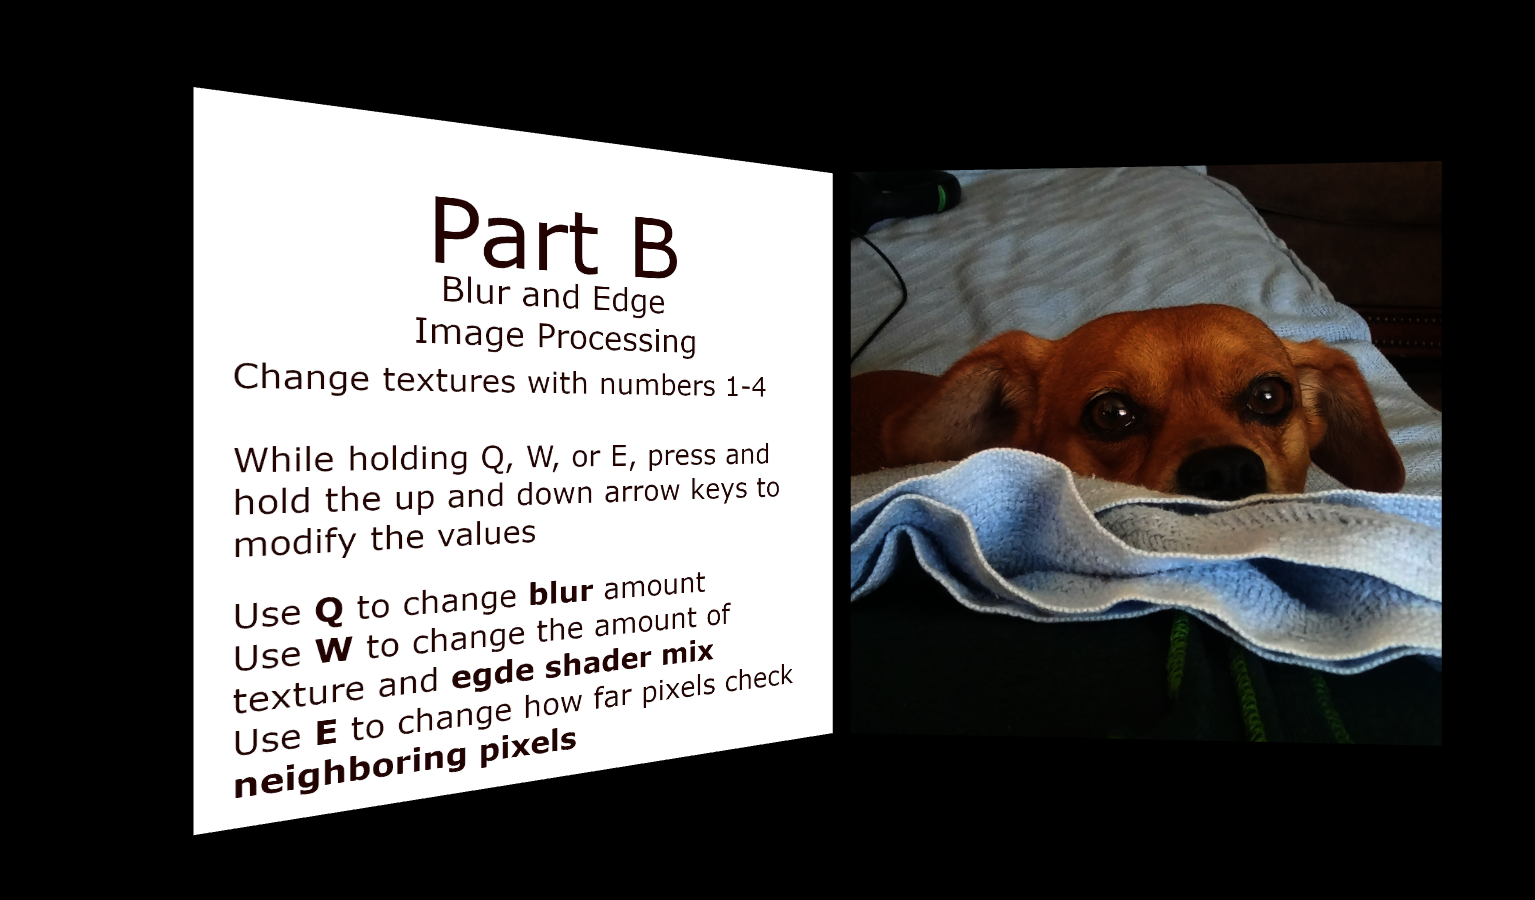 Part B
Blur and Edge
Image Processing
Change textures with numbers 1-4
While holding Q, W, or E, press and
hold the up and down arrow keys to
modify the values
Use Q to change blur amount
Use W to change the amount of
texture and egde shader mix
Use E to change how far pixels check
neighboring pixels